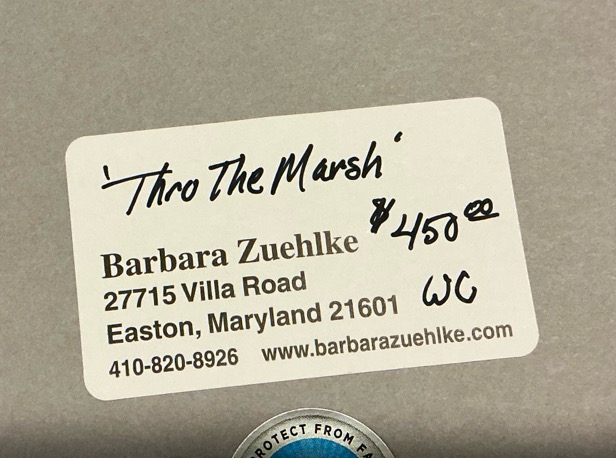 'Thro The Marsh'
Barbara Zuehlke $450.00
27715 Villa Road
Easton, Maryland 21601 WC
410-820-8926 www.barbarazuehlke.com
PROTECT FROM